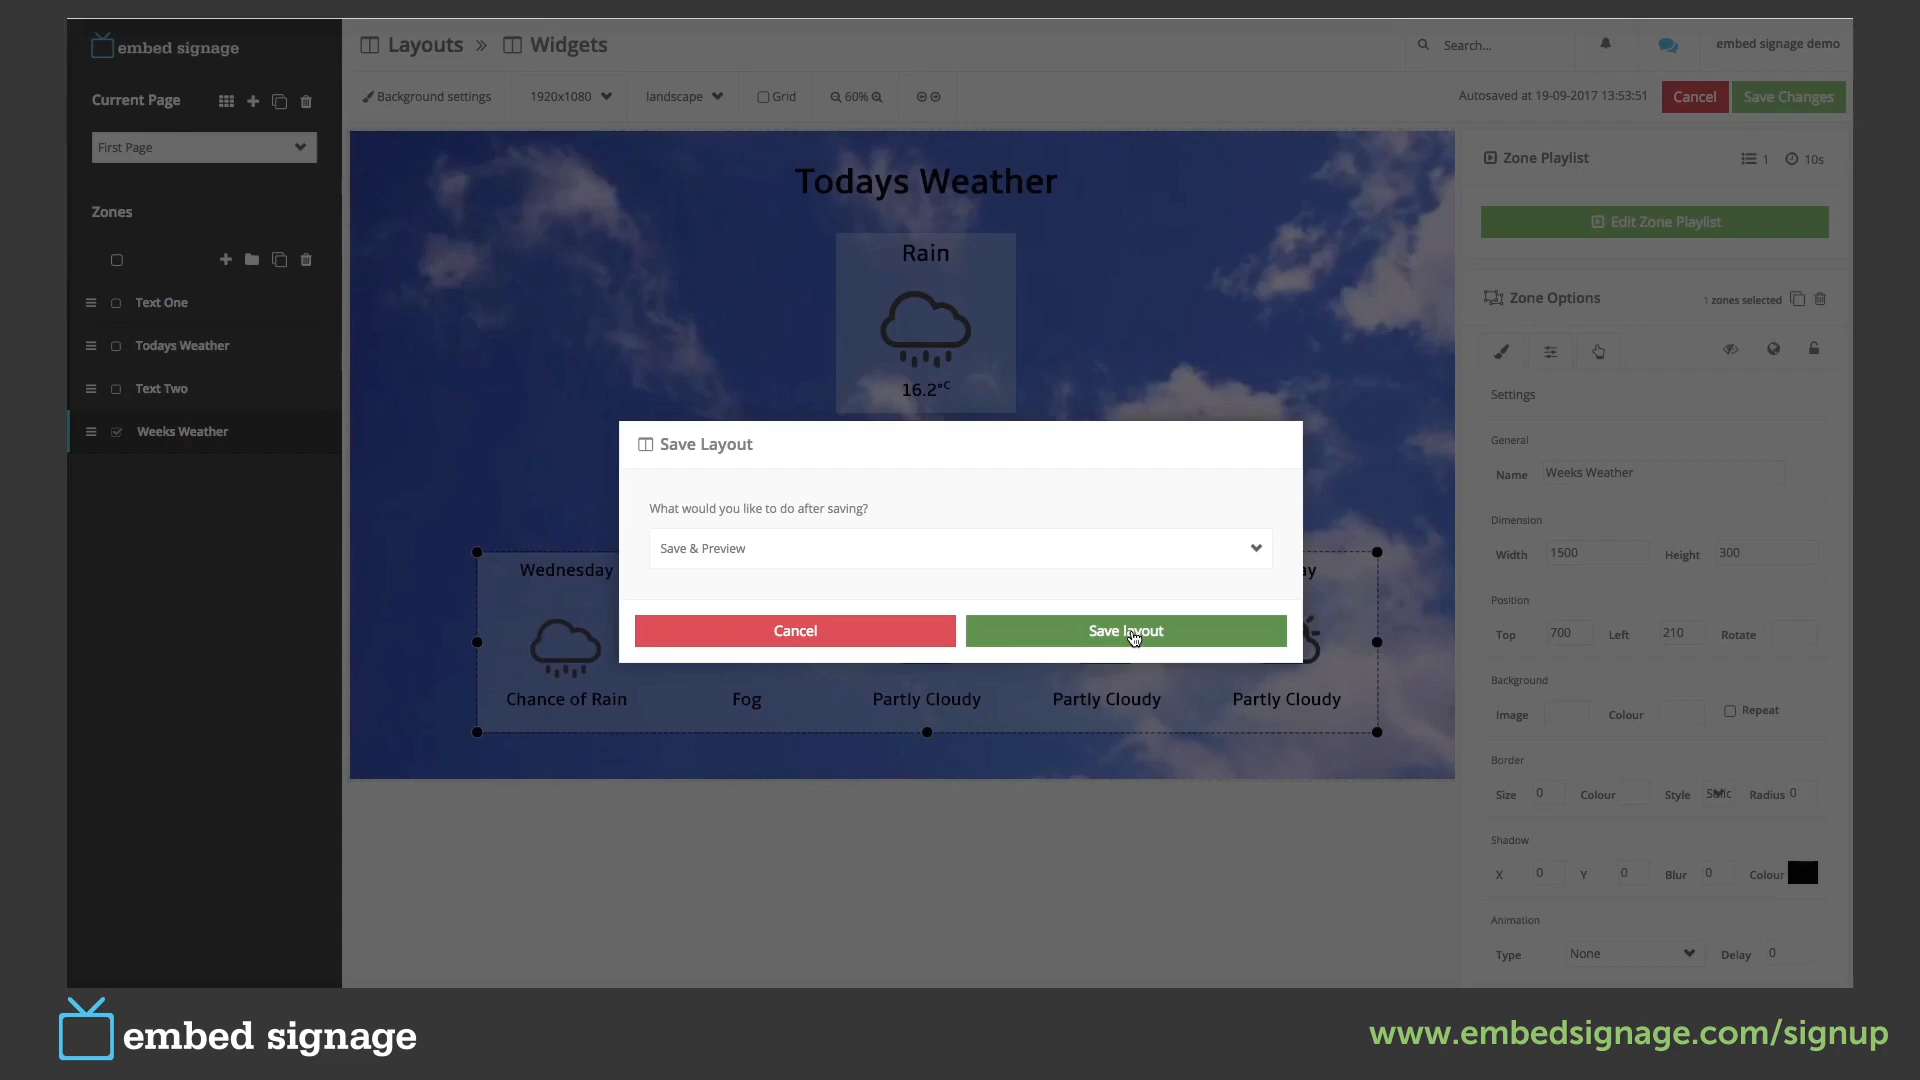 embed signage
Layouts » Widgets
Search...
embed signage demo
Current Page
Background settings
1920x1080
landscape
Grid
60%
Autosaved at 19-09-2017 13:53:51
Cancel
Save Changes
First Page
Zones
Text One
Todays Weather
Text Two
Weeks Weather
Todays Weather
Rain
16.2°C
Save Layout
What would you like to do after saving?
Save & Preview
Cancel
Save layout
Wednesday
ay
Chance of Rain
Fog
Partly Cloudy
Partly Cloudy
Partly Cloudy
Zone Playlist
1
10s
Edit Zone Playlist
Zone Options
1 zones selected
Settings
General
Name Weeks Weather
Dimension
Width 1500 Height 300
Position
Top 700 Left 210 Rotate
Background
Image Colour Repeat
Border
Size 0 Colour Style Radius 0
Shadow
X 0 Y 0 Blur 0 Colour
Animation
Type None Delay 0
embed signage
www.embedsignage.com/signup